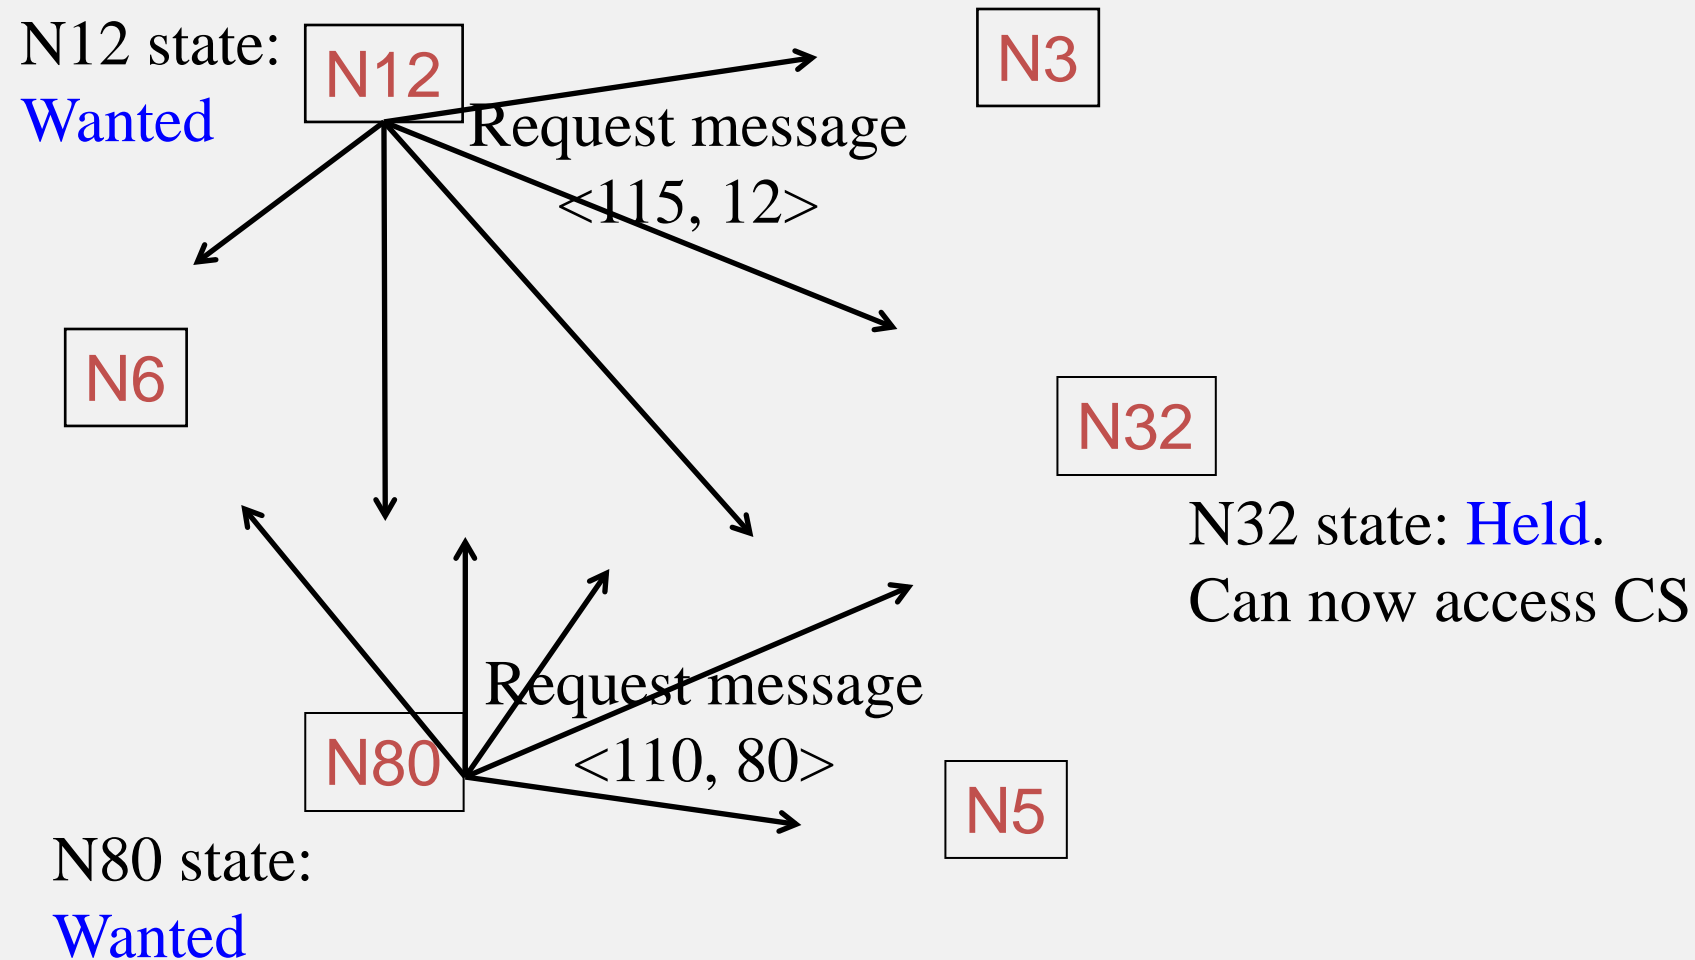 N12 state:
Wanted
N12
N3
Request message
<115, 12>
N6
N32
N32 state: Held.
Can now access CS
Request message
<110, 80>
N80
N5
N80 state:
Wanted